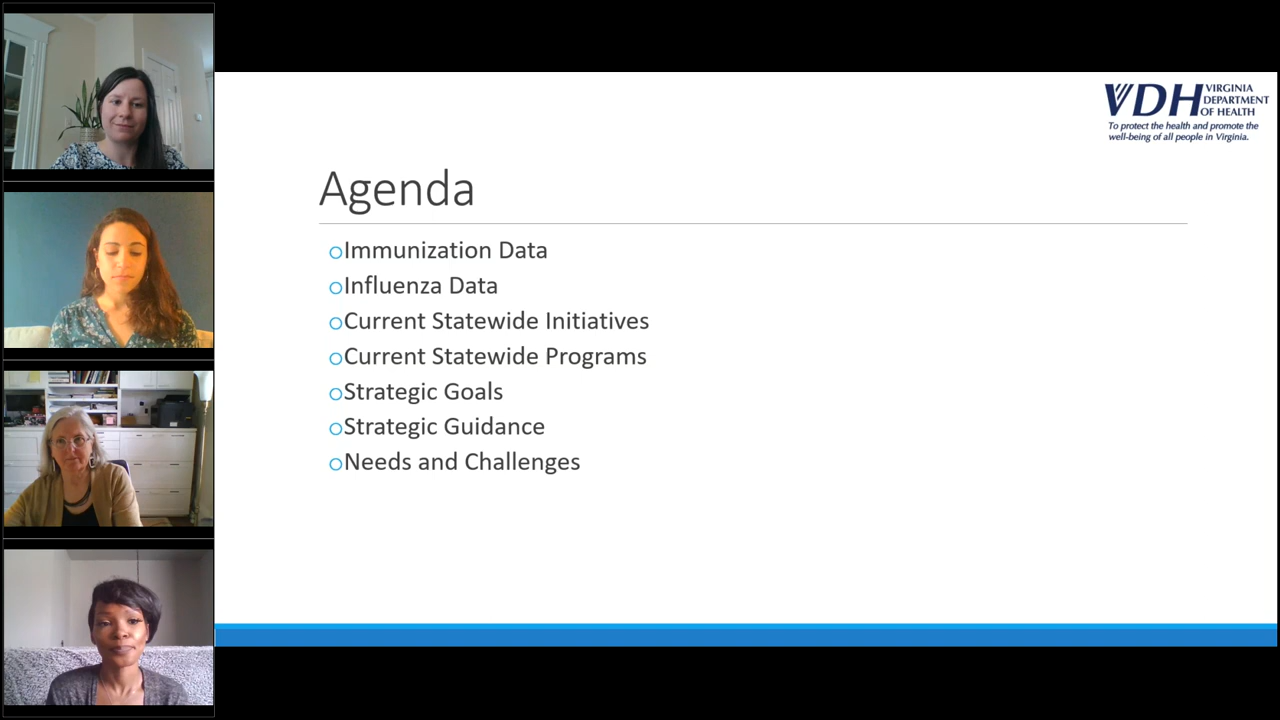 VDH VIRGINIA
DEPARTMENT
OF HEALTH
To protect the health and promote the
well-being of all people in Virginia.
Agenda
Immunization Data
Influenza Data
Current Statewide Initiatives
Current Statewide Programs
Strategic Goals
Strategic Guidance
Needs and Challenges